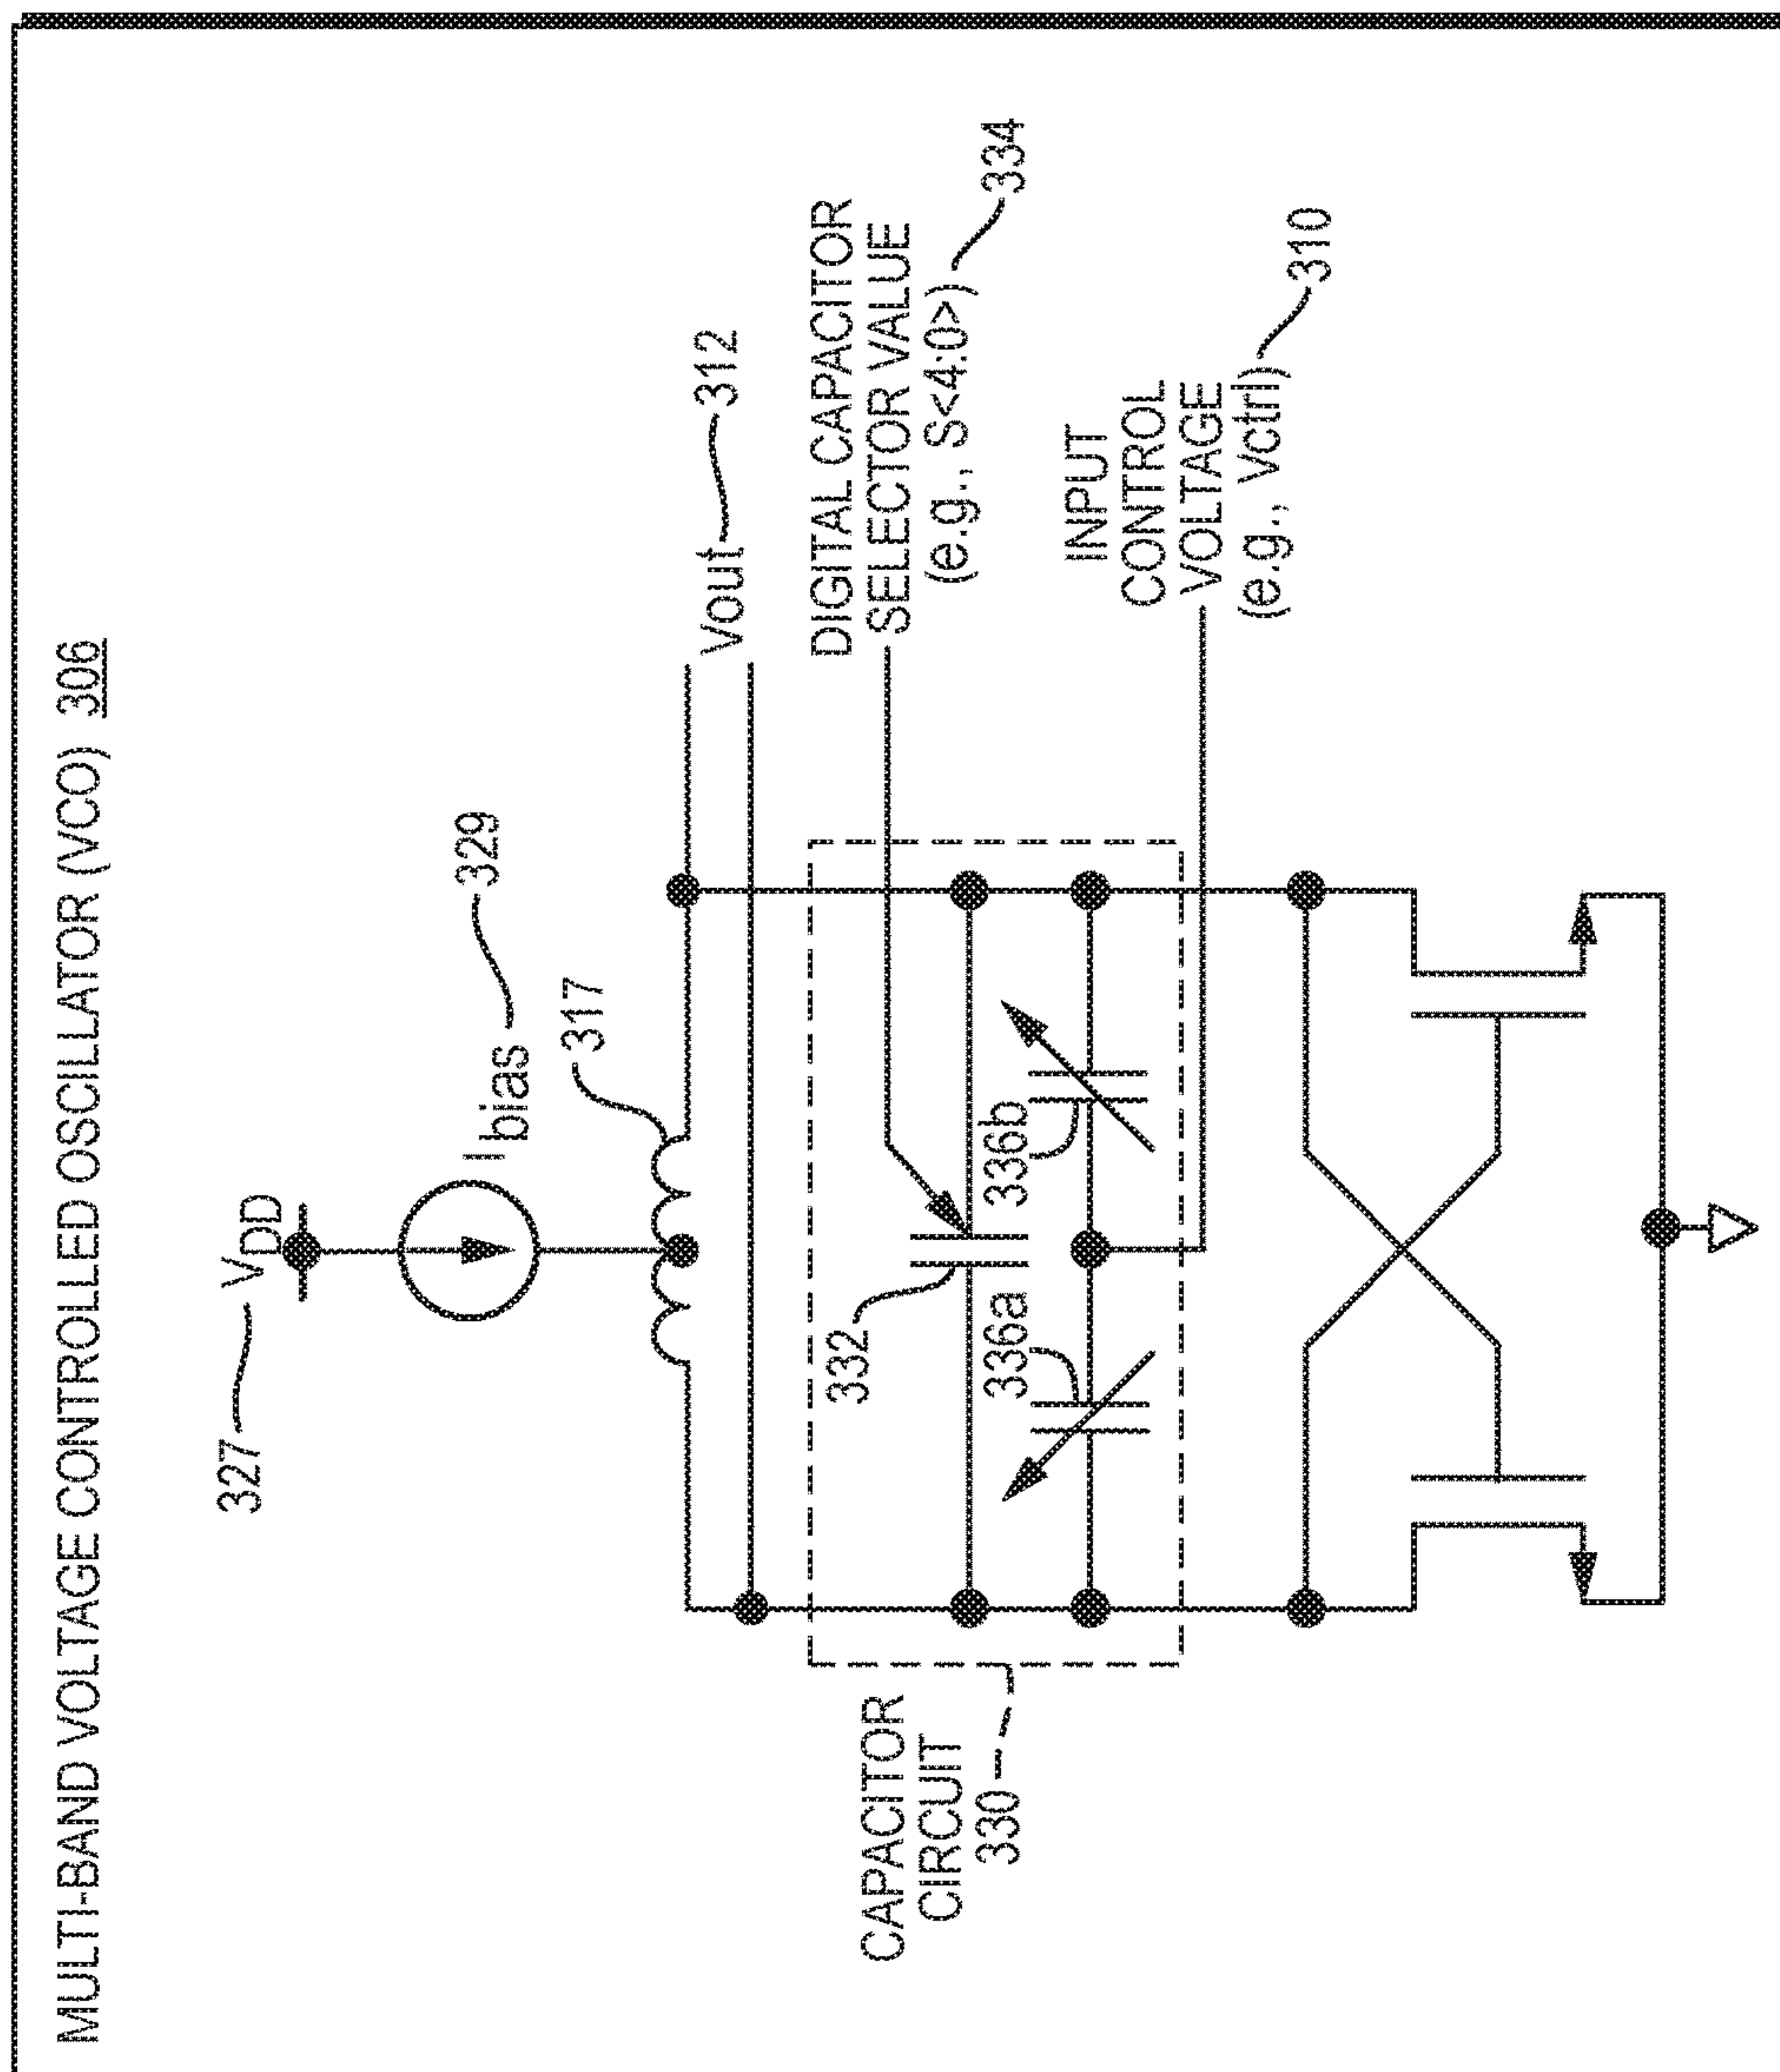 MULTI-BAND VOLTAGE CONTROLLED OSCILLATOR (VCO) 306
327
VDD
Ibias
329
317
Vout
312
DIGITAL CAPACITOR
SELECTOR VALUE
(e.g., S<4:0>)
334
332
336a
336b
CAPACITOR
CIRCUIT
330
INPUT
CONTROL
VOLTAGE
(e.g., Vctrl)
310